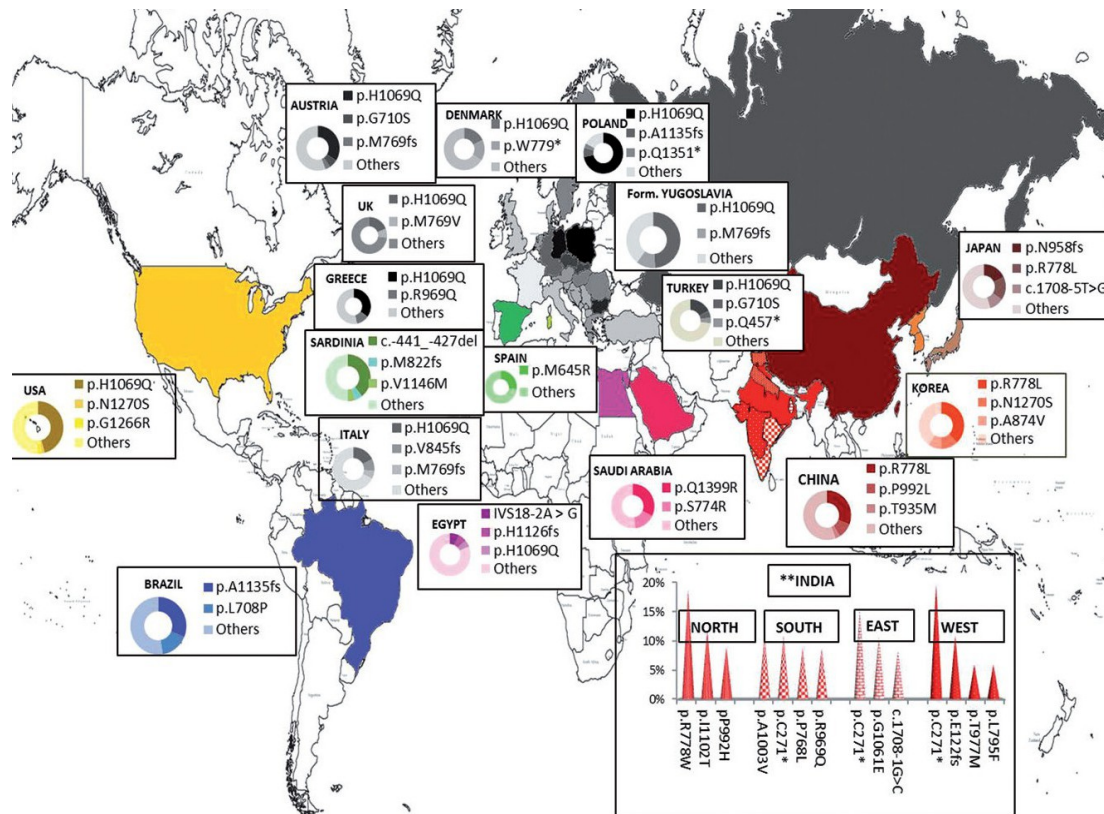 AUSTRIA
p.H1069Q
p.G710S
p.M769fs
Others
DENMARK
p.H1069Q
p.W779*
Others
POLAND
p.H1069Q
p.A1135fs
p.Q1351*
Others
UK
p.H1069Q
p.M769V
Others
Form. YUGOSLAVIA
p.H1069Q
p.M769fs
Others
JAPAN
p.N958fs
p.R778L
c.1708-5T>G
Others
GREECE
p.H1069Q
p.R969Q
Others
TURKEY
p.H1069Q
p.G710S
p.Q457*
Others
SARDINIA
c.-441_-427del
p.M822fs
p.V1146M
Others
SPAIN
p.M645R
Others
USA
p.H1069Q
p.N1270S
p.G1266R
Others
KOREA
p.R778L
p.N1270S
p.A874V
Others
ITALY
p.H1069Q
p.V845fs
p.M769fs
Others
SAUDI ARABIA
p.Q1399R
p.S774R
Others
CHINA
p.R778L
p.P992L
p.T935M
Others
EGYPT
IVS18-2A > G
p.H1126fs
p.H1069Q
Others
BRAZIL
p.A1135fs
p.L708P
Others
**INDIA
20%
15%
10%
5%
0%
NORTH
SOUTH
EAST
WEST
p.R778W
p.I1102T
pP992H
p.A1003V
p.C271*
p.P768L
p.R969Q
p.C271*
p.G1061E
c.1708-1G>C
p.C271*
p.E122fs
p.T977M
p.L795F